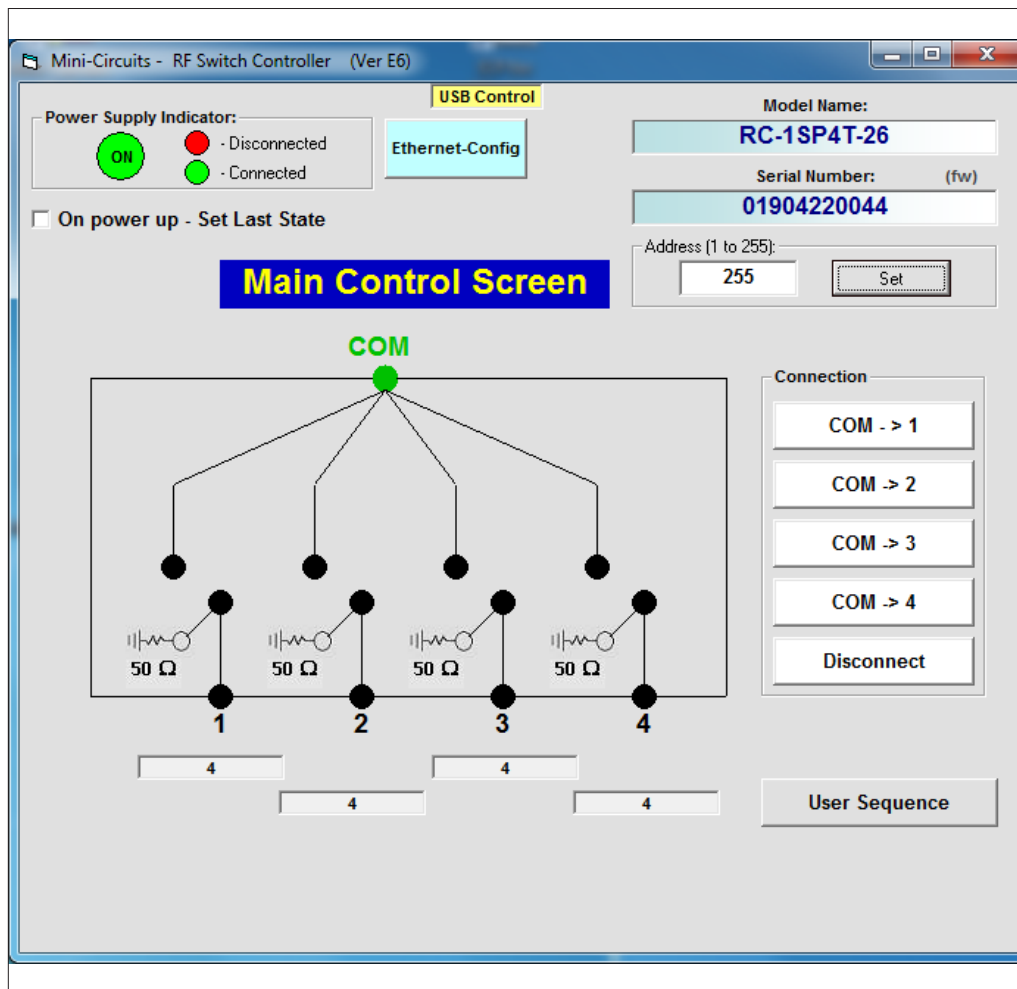 Mini-Circuits - RF Switch Controller (Ver E6)
USB Control
Power Supply Indicator:
ON
- Disconnected
- Connected
Ethernet-Config
Model Name:
RC-1SP4T-26
Serial Number: (fw)
01904220044
On power up - Set Last State
Address (1 to 255):
255
Set
Main Control Screen
COM
Connection
COM - > 1
COM -> 2
COM -> 3
COM -> 4
Disconnect
50 Ω 50 Ω 50 Ω 50 Ω
1 2 3 4
4 4
4 4
User Sequence